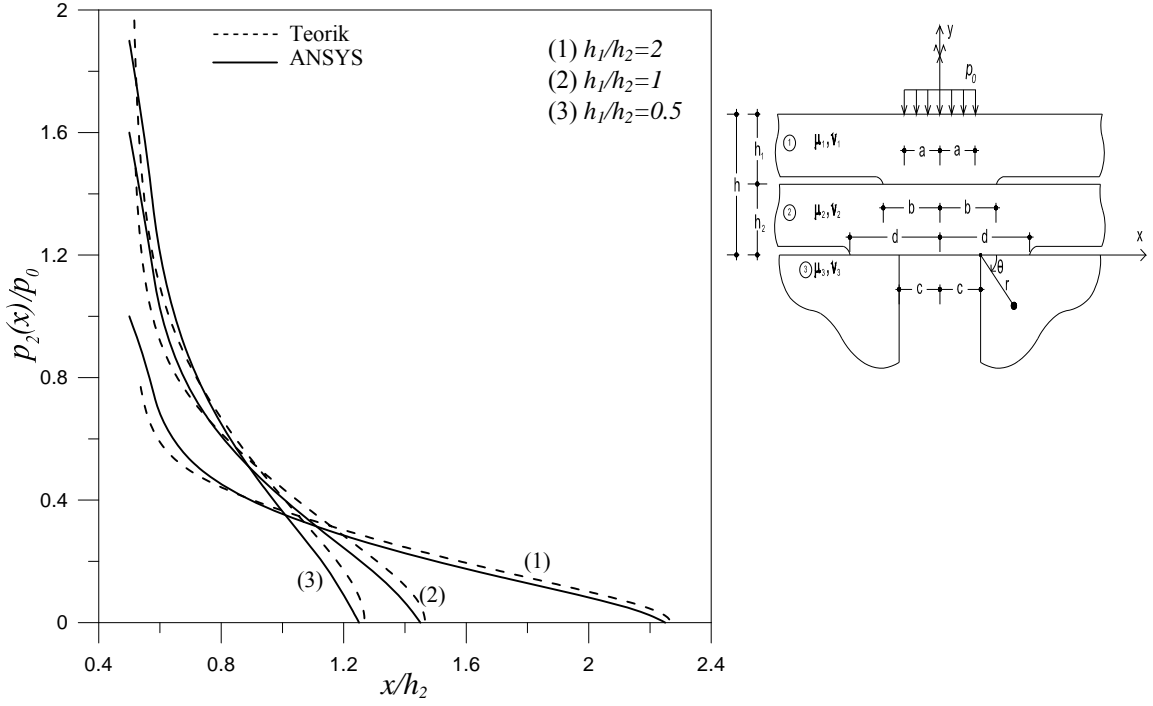 2
1.6
1.2
0.8
0.4
0
p₂(x)/p₀
Teorik
ANSYS
(1) h₁/h₂=2
(2) h₁/h₂=1
(3) h₁/h₂=0.5
(1)
(2)
(3)
0.4 0.8 1.2 1.6 2 2.4
x/h₂
y
p₀
1 μ₁,ν₁
a a
h₁
h
2 μ₂,ν₂
b b
h₂
d d
x
3 μ₃,ν₃
θ
c c
r